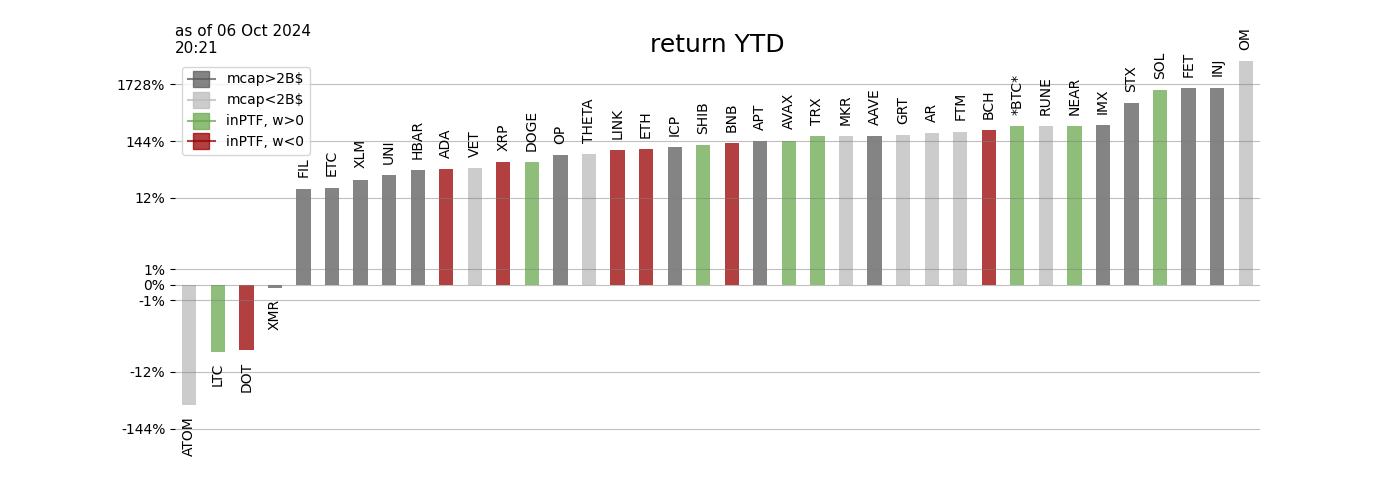 as of 06 Oct 2024
20:21
return YTD
mcap>2B$
mcap<2B$
inPTF, w>0
inPTF, w<0
1728%
144%
12%
1%
0%
-1%
-12%
-144%
ATOM
LTC
DOT
XMR
FIL
ETC
XLM
UNI
HBAR
ADA
VET
XRP
DOGE
OP
THETA
LINK
ETH
ICP
SHIB
BNB
APT
AVAX
TRX
MKR
AAVE
GRT
AR
FTM
BCH
*BTC*
RUNE
NEAR
IMX
STX
SOL
FET
INJ
OM